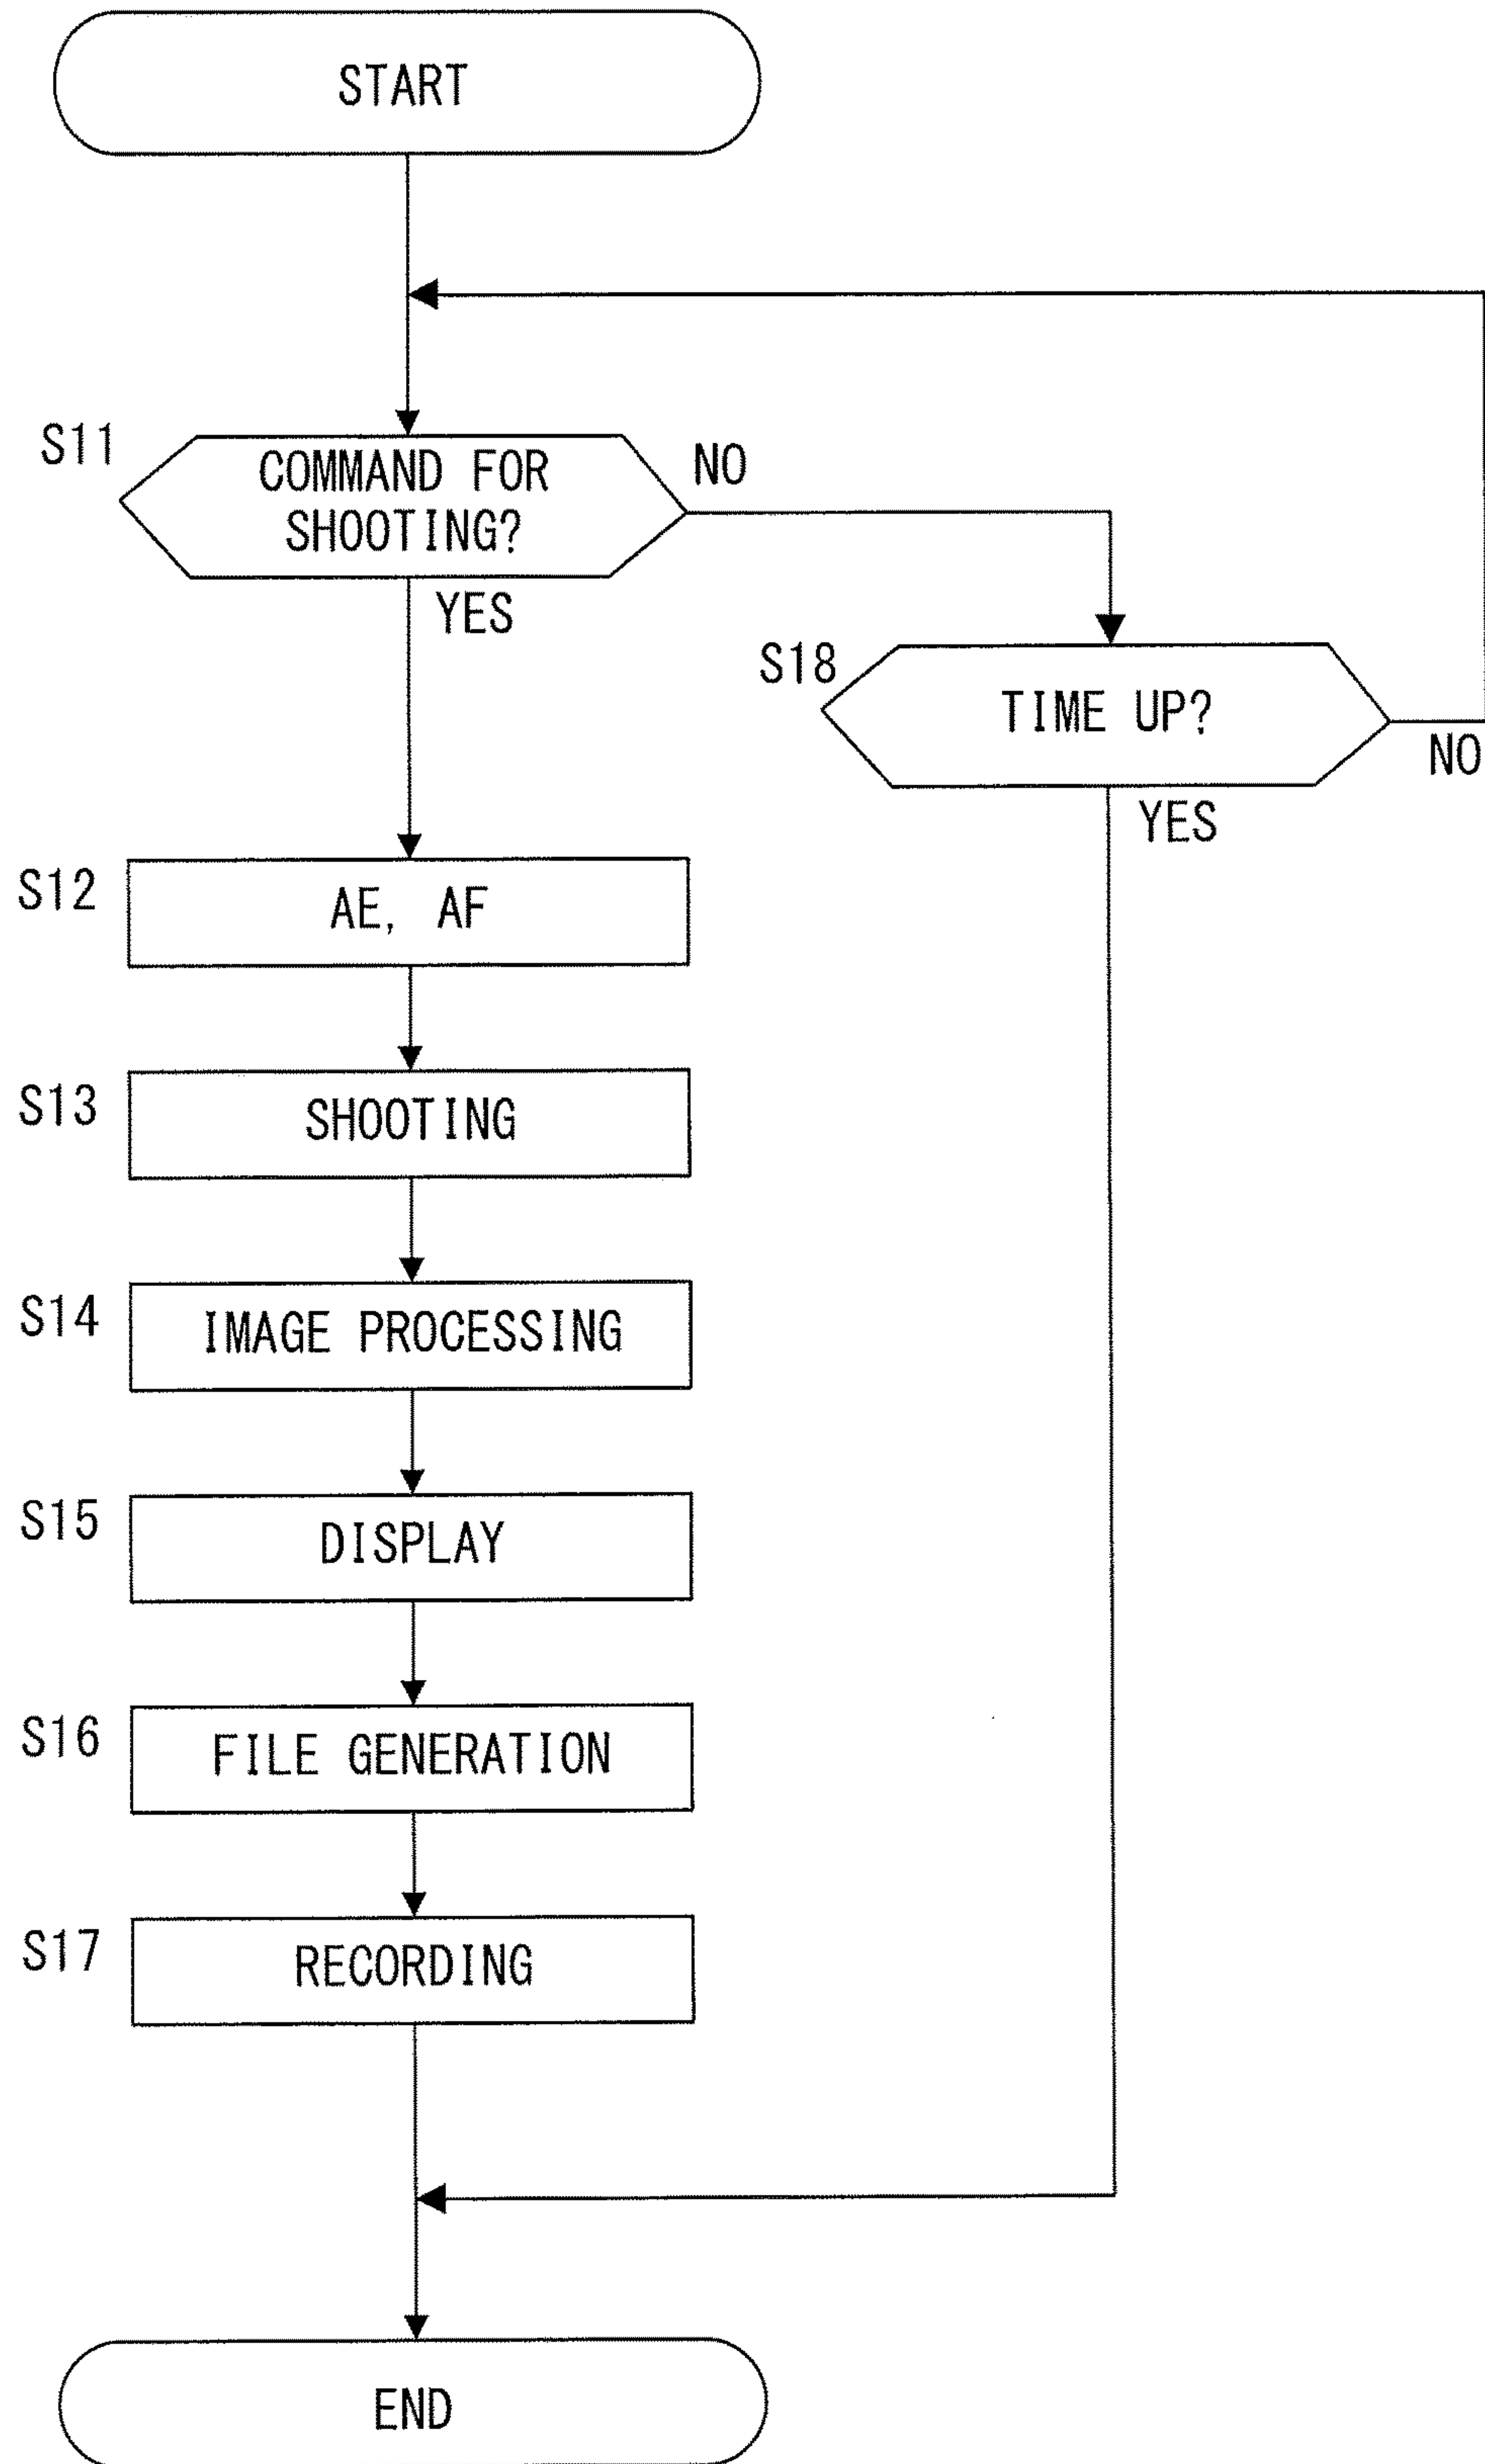 START
S11
COMMAND FOR
SHOOTING?
NO
YES
S18
TIME UP?
NO
YES
S12
AE, AF
S13
SHOOTING
S14
IMAGE PROCESSING
S15
DISPLAY
S16
FILE GENERATION
S17
RECORDING
END